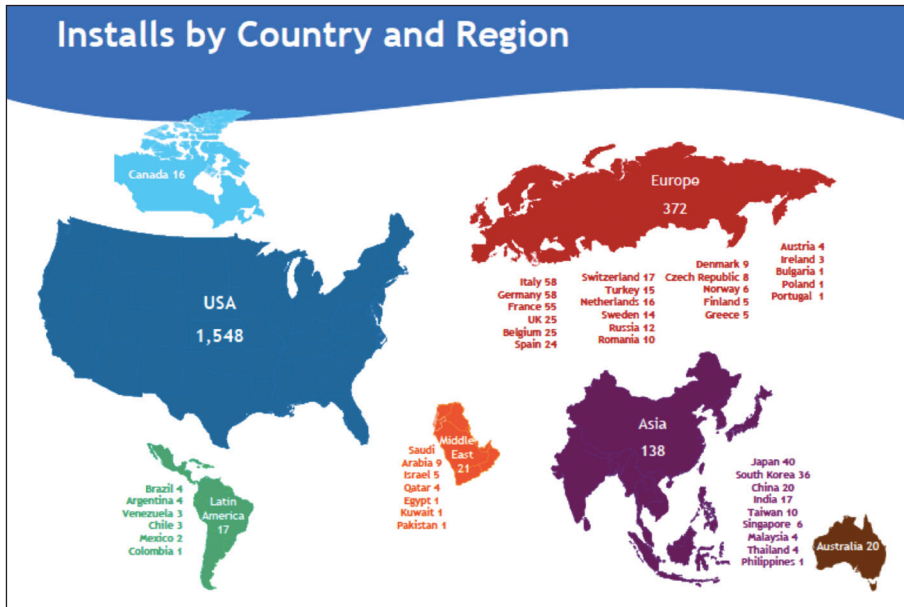 Installs by Country and Region
Canada 16
USA
1,548
Europe
372
Italy 58
Germany 58
France 55
UK 25
Belgium 25
Spain 24
Switzerland 17
Turkey 15
Netherlands 16
Sweden 14
Russia 12
Romania 10
Denmark 9
Czech Republic 8
Norway 6
Finland 5
Greece 5
Austria 4
Ireland 3
Bulgaria 1
Poland 1
Portugal 1
Latin
America
17
Brazil 4
Argentina 4
Venezuela 3
Chile 3
Mexico 2
Colombia 1
Middle
East
21
Saudi
Arabia 9
Israel 5
Qatar 4
Egypt 1
Kuwait 1
Pakistan 1
Asia
138
Japan 40
South Korea 36
China 20
India 17
Taiwan 10
Singapore 6
Malaysia 4
Thailand 4
Philippines 1
Australia 20